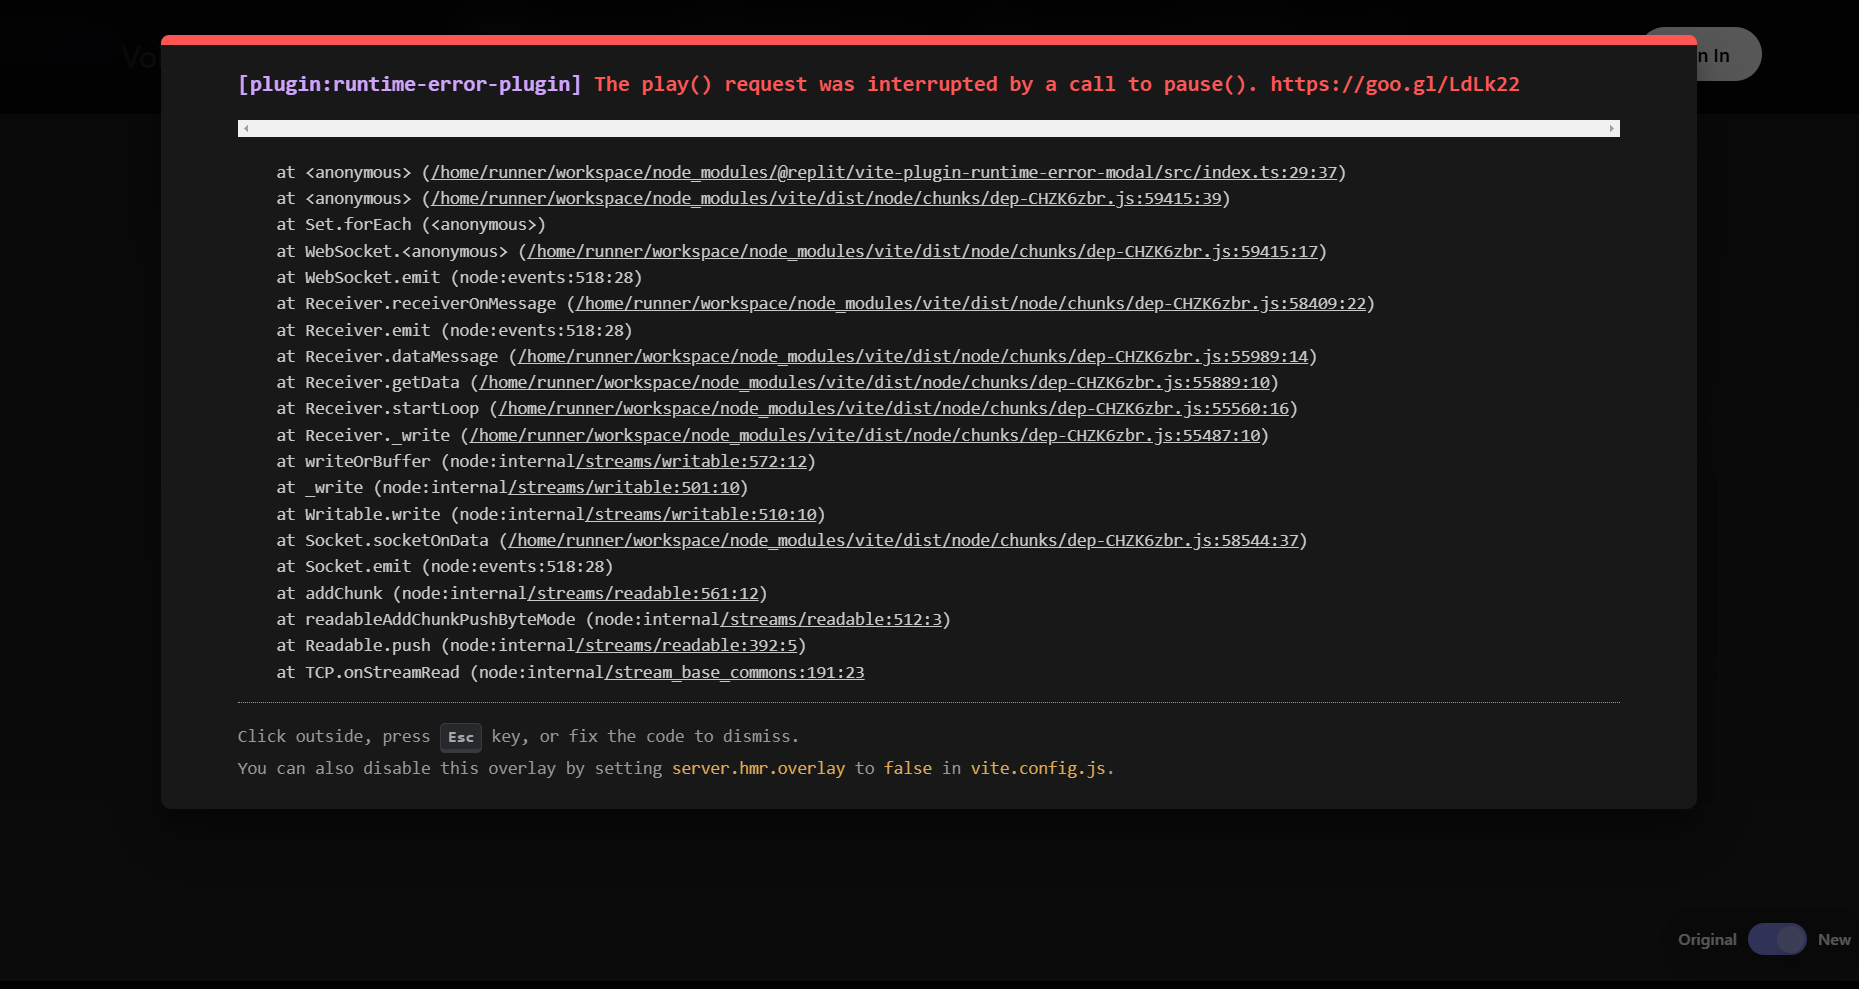 Vo
n In
[plugin:runtime-error-plugin] The play() request was interrupted by a call to pause(). https://goo.gl/LdLk22
at <anonymous> (/home/runner/workspace/node_modules/@replit/vite-plugin-runtime-error-modal/src/index.ts:29:37)
at <anonymous> (/home/runner/workspace/node_modules/vite/dist/node/chunks/dep-CHZK6zbr.js:59415:39)
at Set.forEach (<anonymous>)
at WebSocket.<anonymous> (/home/runner/workspace/node_modules/vite/dist/node/chunks/dep-CHZK6zbr.js:59415:17)
at WebSocket.emit (node:events:518:28)
at Receiver.receiverOnMessage (/home/runner/workspace/node_modules/vite/dist/node/chunks/dep-CHZK6zbr.js:58409:22)
at Receiver.emit (node:events:518:28)
at Receiver.dataMessage (/home/runner/workspace/node_modules/vite/dist/node/chunks/dep-CHZK6zbr.js:55989:14)
at Receiver.getData (/home/runner/workspace/node_modules/vite/dist/node/chunks/dep-CHZK6zbr.js:55889:10)
at Receiver.startLoop (/home/runner/workspace/node_modules/vite/dist/node/chunks/dep-CHZK6zbr.js:55560:16)
at Receiver._write (/home/runner/workspace/node_modules/vite/dist/node/chunks/dep-CHZK6zbr.js:55487:10)
at writeOrBuffer (node:internal/streams/writable:572:12)
at _write (node:internal/streams/writable:501:10)
at Writable.write (node:internal/streams/writable:510:10)
at Socket.socketOnData (/home/runner/workspace/node_modules/vite/dist/node/chunks/dep-CHZK6zbr.js:58544:37)
at Socket.emit (node:events:518:28)
at addChunk (node:internal/streams/readable:561:12)
at readableAddChunkPushByteMode (node:internal/streams/readable:512:3)
at Readable.push (node:internal/streams/readable:392:5)
at TCP.onStreamRead (node:internal/stream_base_commons:191:23
Click outside, press Esc key, or fix the code to dismiss.
You can also disable this overlay by setting server.hmr.overlay to false in vite.config.js.
Original New